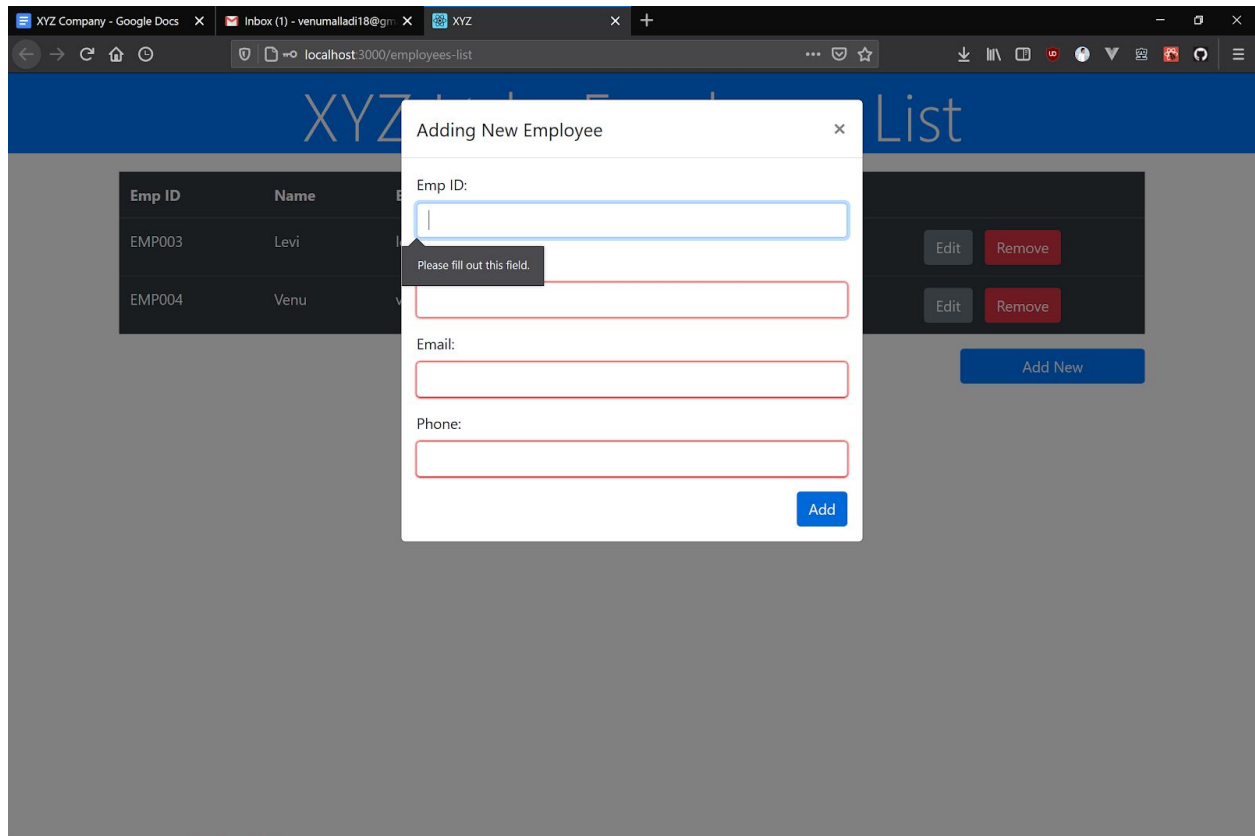 XYZ Company - Google Docs
Inbox (1) - venumalladi18@gm
XYZ
localhost:3000/employees-list
XYZ List
Adding New Employee
Emp ID:
Please fill out this field.
Email:
Phone:
Add
Emp ID Name
EMP003 Levi Edit Remove
EMP004 Venu Edit Remove
Add New